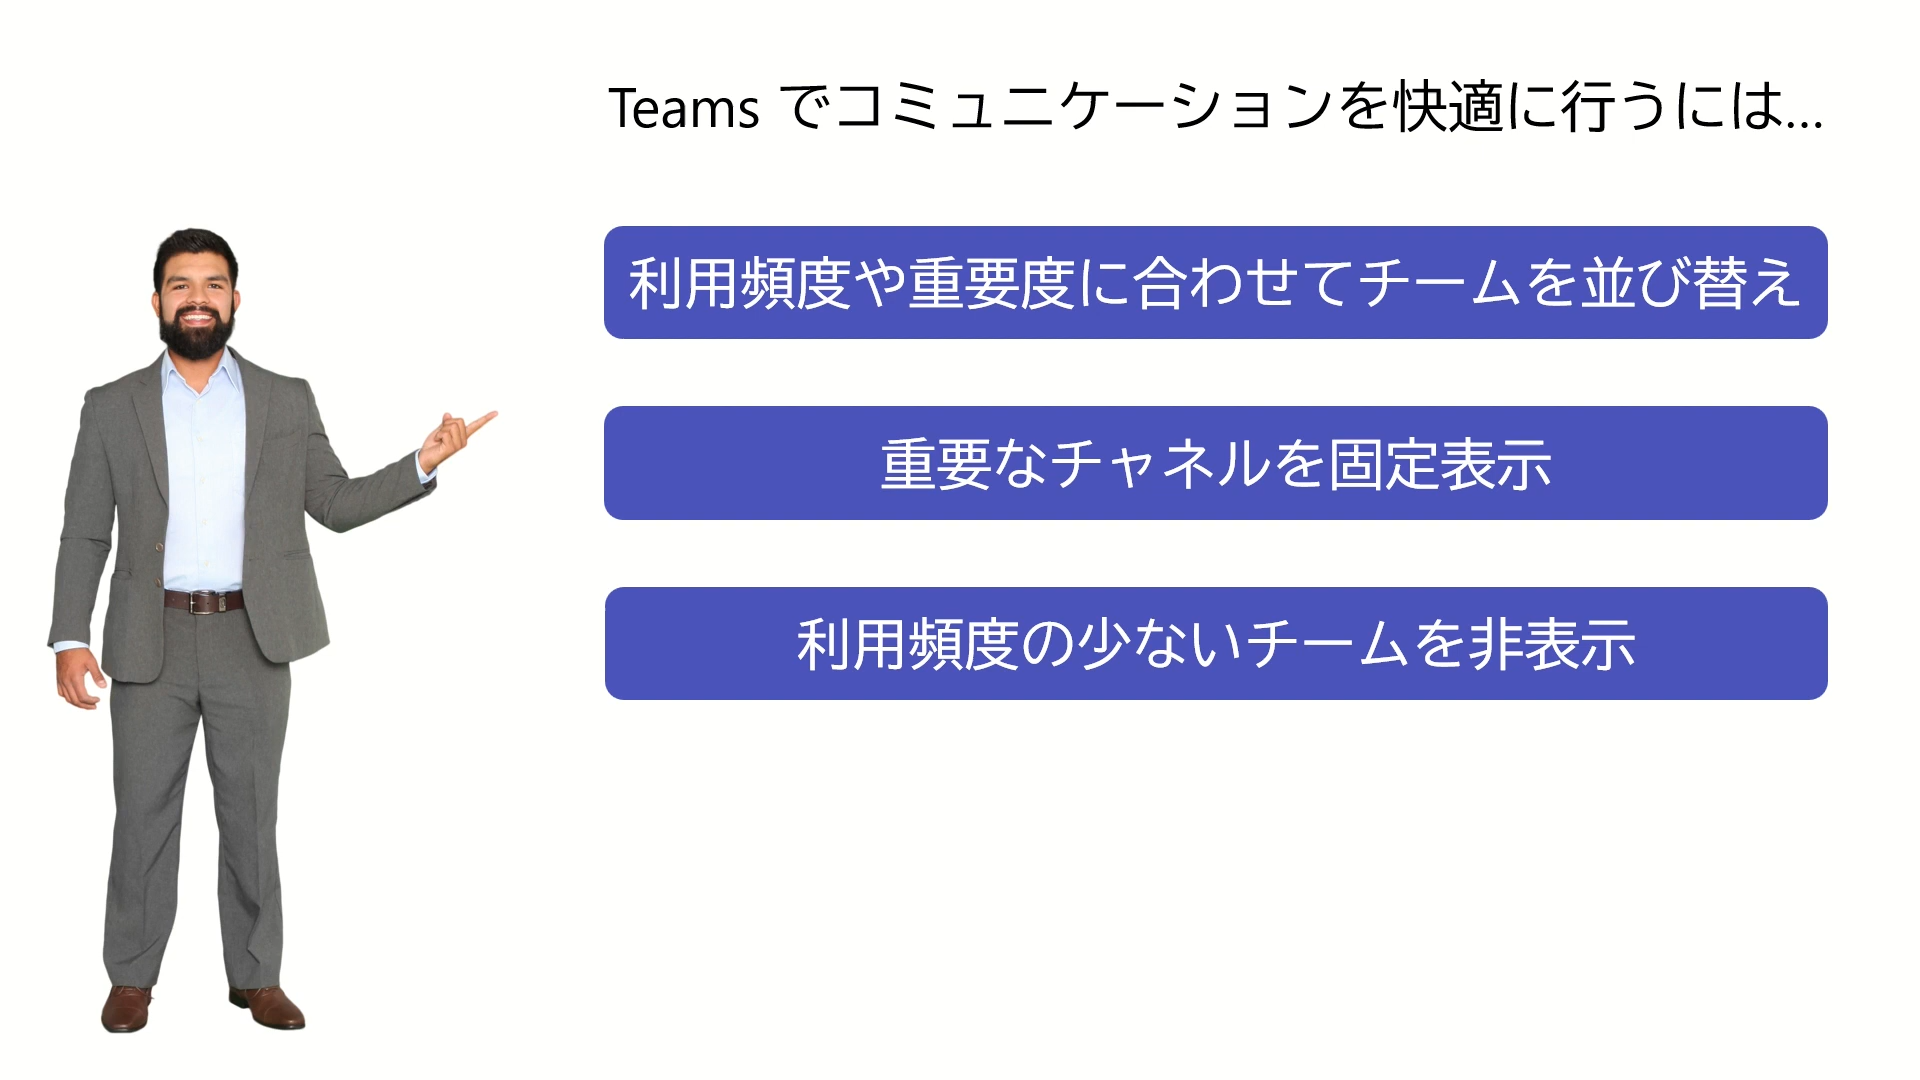 Teams でコミュニケーションを快適に行うには...
利用頻度や重要度に合わせてチームを並び替え
重要なチャネルを固定表示
利用頻度の少ないチームを非表示